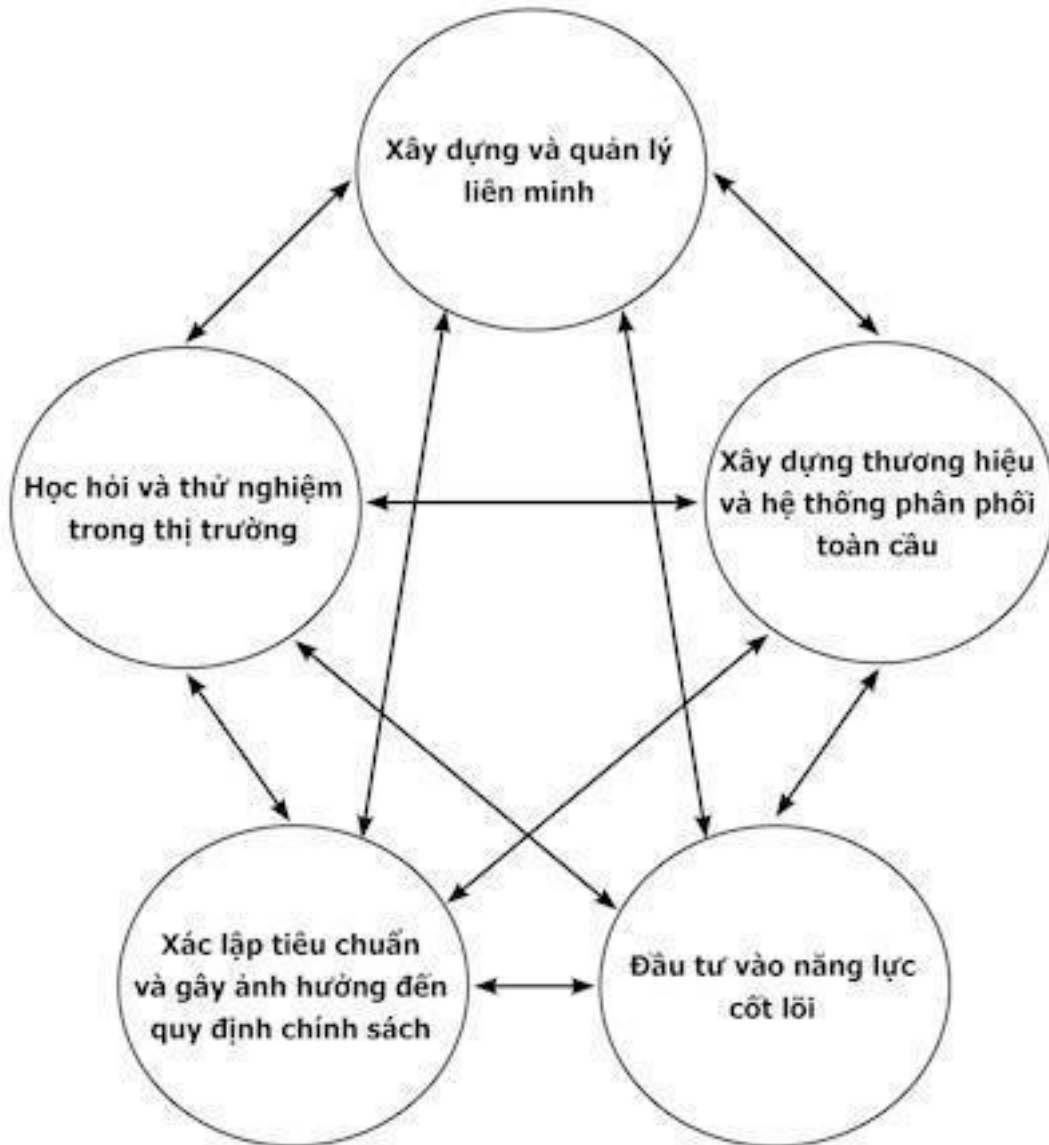 Xây dựng và quản lý
liên minh
Học hỏi và thử nghiệm
trong thị trường
Xây dựng thương hiệu
và hệ thống phân phối
toàn cầu
Xác lập tiêu chuẩn
và gây ảnh hưởng đến
quy định chính sách
Đầu tư vào năng lực
cốt lõi